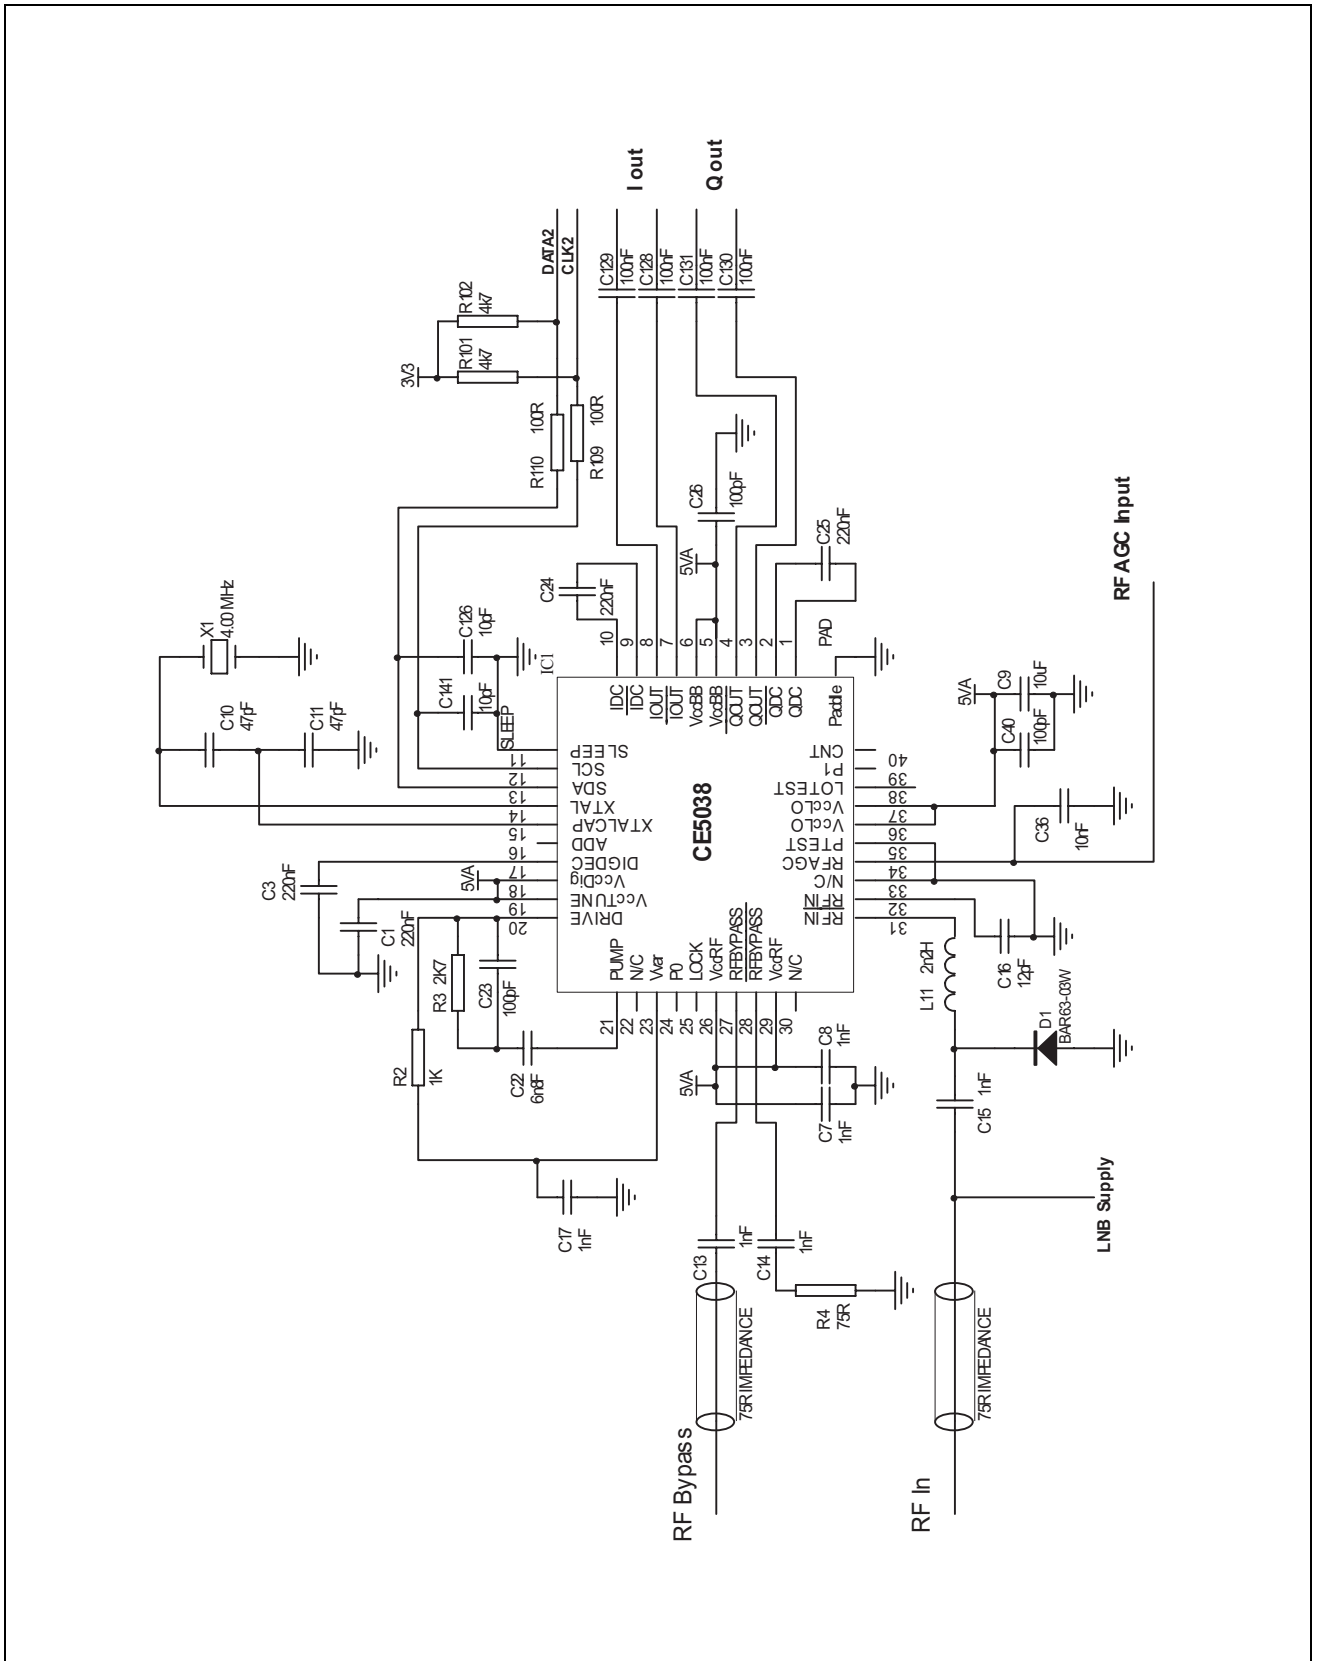 I out
Q out
DATA2
CLK2
C129
100nF
C128
100nF
C131
100nF
C130
100nF
R102
4k7
R101
4k7
3V3
R110
100R
R109
100R
X1
4.00 MHz
C10
47pF
C11
47pF
C126
10pF
C141
10pF
SLEEP
IC1
C24
220nF
5VA
C26
100pF
C25
220nF
PAD
10
9
8
7
6
5
4
3
2
1
IDC
IDC
IOUT
IOUT
VccBB
VccBB
QOUT
QOUT
QDC
QDC
Paddle
11
12
13
14
15
16
17
18
19
20
SLEEP
SCL
SDA
XTAL
XTALCAP
ADD
DIGDEC
VccDig
VccTUNE
DRIVE
CE5038
CNT
P1
LOTEST
VccLO
VccLO
PTEST
RFAGC
N/C
RFIN
RFIN
40
39
38
37
36
35
34
33
32
31
PUMP
N/C
Vvar
P0
LOCK
VccRF
RFBYPASS
RFBYPASS
VccRF
N/C
21
22
23
24
25
26
27
28
29
30
C3
220nF
C1
220nF
5VA
R3 2K7
C23
100pF
R2
1K
C22
6n8F
C17
1nF
5VA
C8
1nF
C7
1nF
C13
1nF
C14
1nF
R4
75R
75R IMPEDANCE
RF Bypass
5VA
C9
10uF
C40
100pF
C36
10nF
RF AGC Input
C16
12pF
L11 2n2H
D1
BAR63-03W
C15 1nF
LNB Supply
75R IMPEDANCE
RF In